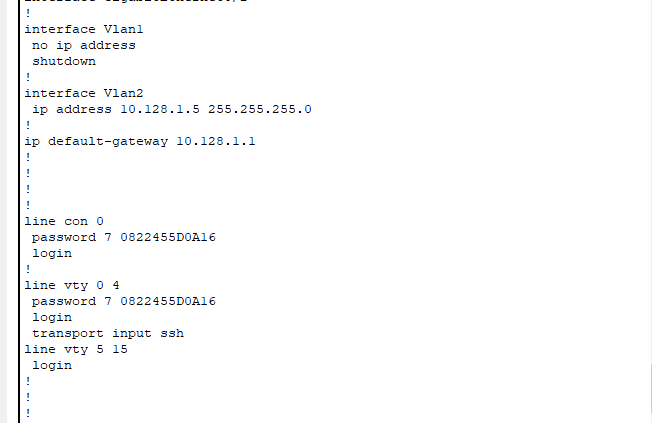 !
interface Vlan1
 no ip address
 shutdown
!
interface Vlan2
 ip address 10.128.1.5 255.255.255.0
!
ip default-gateway 10.128.1.1
!
!
!
!
line con 0
 password 7 0822455D0A16
 login
!
line vty 0 4
 password 7 0822455D0A16
 login
 transport input ssh
line vty 5 15
 login
!
!
!